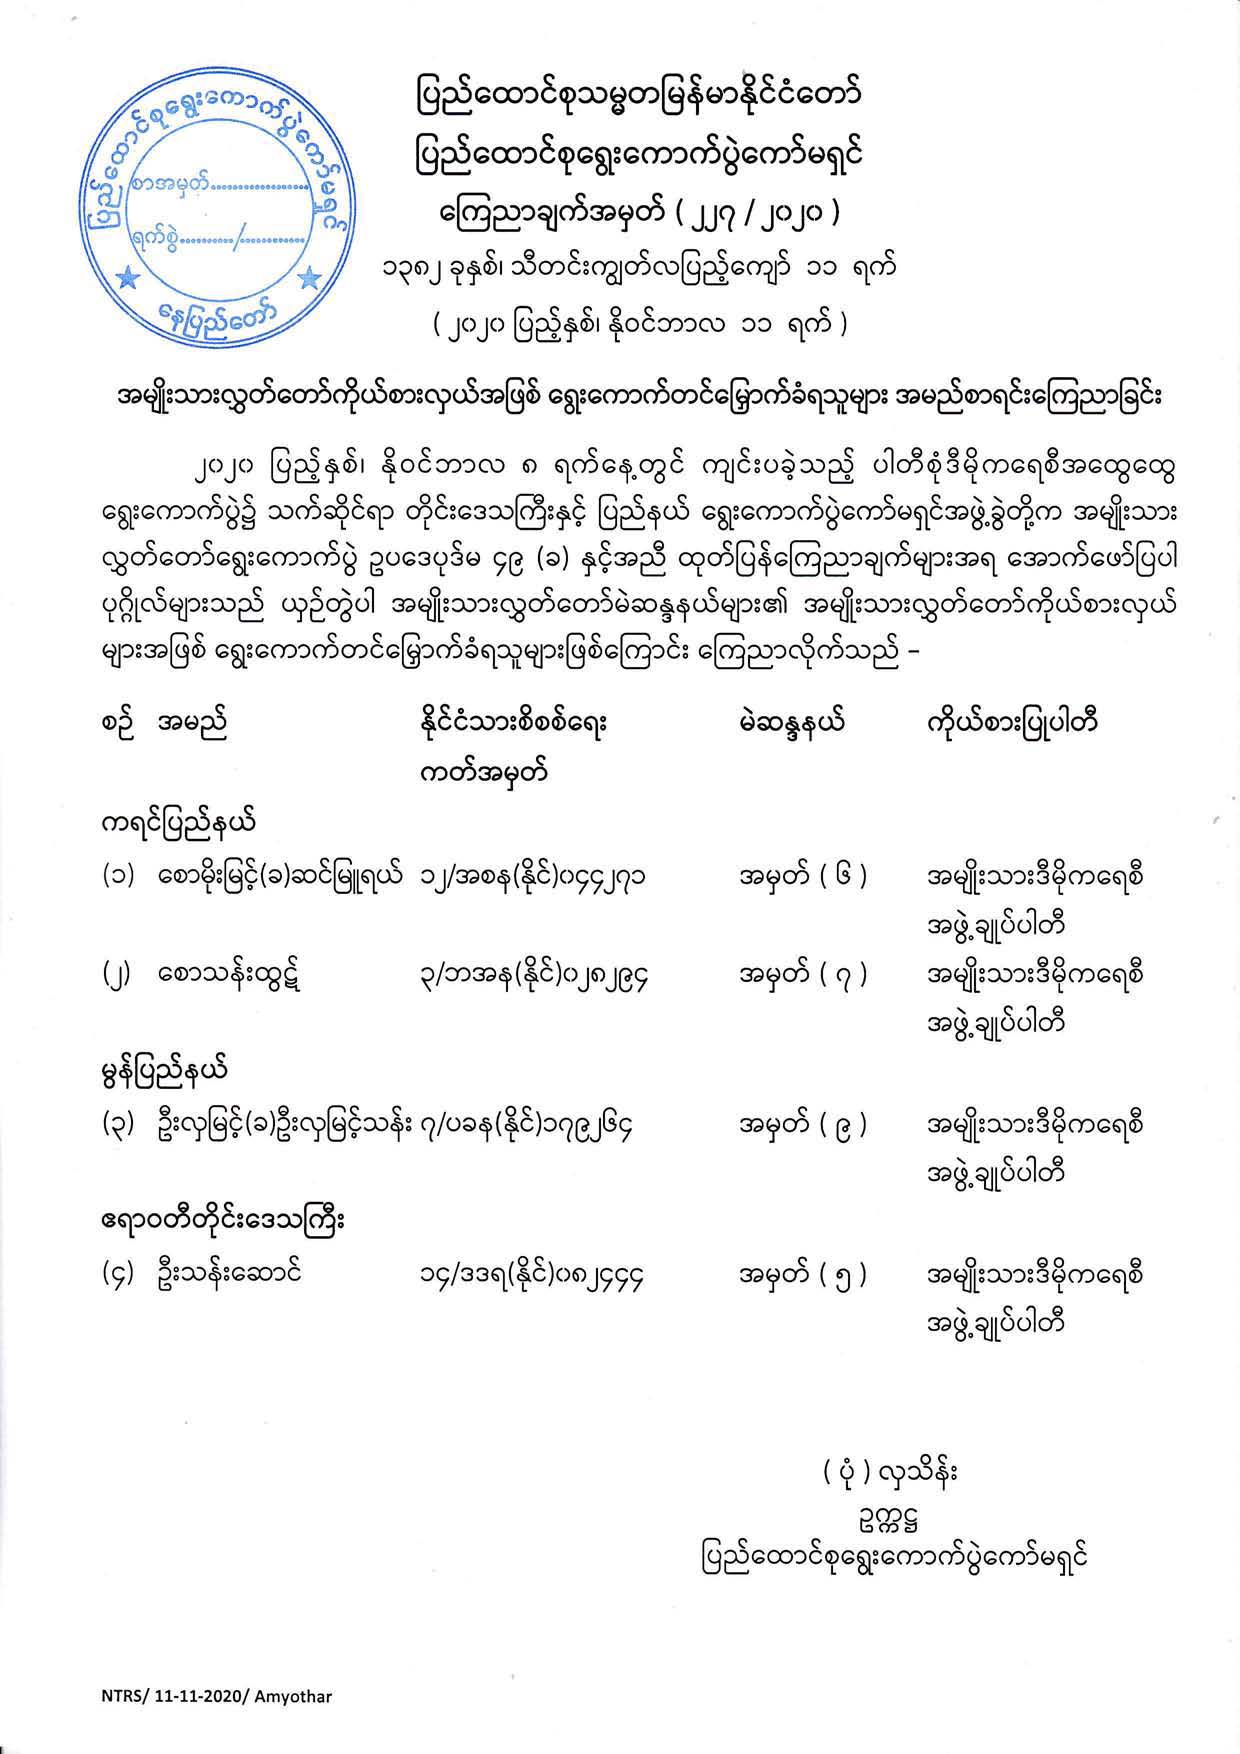 ပြည်ထောင်စုသမ္မတမြန်မာနိုင်ငံတော်
ပြည်ထောင်စုရွေးကောက်ပွဲကော်မရှင်
ကြေညာချက်အမှတ် ( ၂၂၇ / ၂၀၂၀ )
၁၃၈၂ ခုနှစ်၊ သီတင်းကျွတ်လပြည့်ကျော် ၁၁ ရက်
( ၂၀၂၀ ပြည့်နှစ်၊ နိုဝင်ဘာလ ၁၁ ရက် )
ပြည်ထောင်စုရွေးကောက်ပွဲကော်မရှင်
စာအမှတ်....................
ရက်စွဲ........../............
နေပြည်တော်
အမျိုးသားလွှတ်တော်ကိုယ်စားလှယ်အဖြစ် ရွေးကောက်တင်မြှောက်ခံရသူများ အမည်စာရင်းကြေညာခြင်း
၂၀၂၀ ပြည့်နှစ်၊ နိုဝင်ဘာလ ၈ ရက်နေ့တွင် ကျင်းပခဲ့သည့် ပါတီစုံဒီမိုကရေစီအထွေထွေ
ရွေးကောက်ပွဲ၌ သက်ဆိုင်ရာ တိုင်းဒေသကြီးနှင့် ပြည်နယ် ရွေးကောက်ပွဲကော်မရှင်အဖွဲ့ခွဲတို့က အမျိုးသား
လွှတ်တော်ရွေးကောက်ပွဲ ဥပဒေပုဒ်မ ၄၉ (ခ) နှင့်အညီ ထုတ်ပြန်ကြေညာချက်များအရ အောက်ဖော်ပြပါ
ပုဂ္ဂိုလ်များသည် ယှဉ်တွဲပါ အမျိုးသားလွှတ်တော်မဲဆန္ဒနယ်များ၏ အမျိုးသားလွှတ်တော်ကိုယ်စားလှယ်
များအဖြစ် ရွေးကောက်တင်မြှောက်ခံရသူများဖြစ်ကြောင်း ကြေညာလိုက်သည် –
စဉ် အမည် နိုင်ငံသားစိစစ်ရေး မဲဆန္ဒနယ် ကိုယ်စားပြုပါတီ
ကတ်အမှတ်
ကရင်ပြည်နယ်
(၁) စောမိုးမြင့်(ခ)ဆင်မြူရယ် ၁၂/အစန(နိုင်)၀၄၄၂၇၁ အမှတ် ( ၆ ) အမျိုးသားဒီမိုကရေစီ
အဖွဲ့ချုပ်ပါတီ
(၂) စောသန်းထွဋ် ၃/ဘအန(နိုင်)၀၂၈၂၉၄ အမှတ် ( ၇ ) အမျိုးသားဒီမိုကရေစီ
အဖွဲ့ချုပ်ပါတီ
မွန်ပြည်နယ်
(၃) ဦးလှမြင့်(ခ)ဦးလှမြင့်သန်း ၇/ပခန(နိုင်)၁၇၉၂၆၄ အမှတ် ( ၉ ) အမျိုးသားဒီမိုကရေစီ
အဖွဲ့ချုပ်ပါတီ
ဧရာဝတီတိုင်းဒေသကြီး
(၄) ဦးသန်းဆောင် ၁၄/ဒဒရ(နိုင်)၀၈၂၄၄၄ အမှတ် ( ၅ ) အမျိုးသားဒီမိုကရေစီ
အဖွဲ့ချုပ်ပါတီ
( ပုံ ) လှသိန်း
ဥက္ကဋ္ဌ
ပြည်ထောင်စုရွေးကောက်ပွဲကော်မရှင်
NTRS/ 11-11-2020/ Amyothar